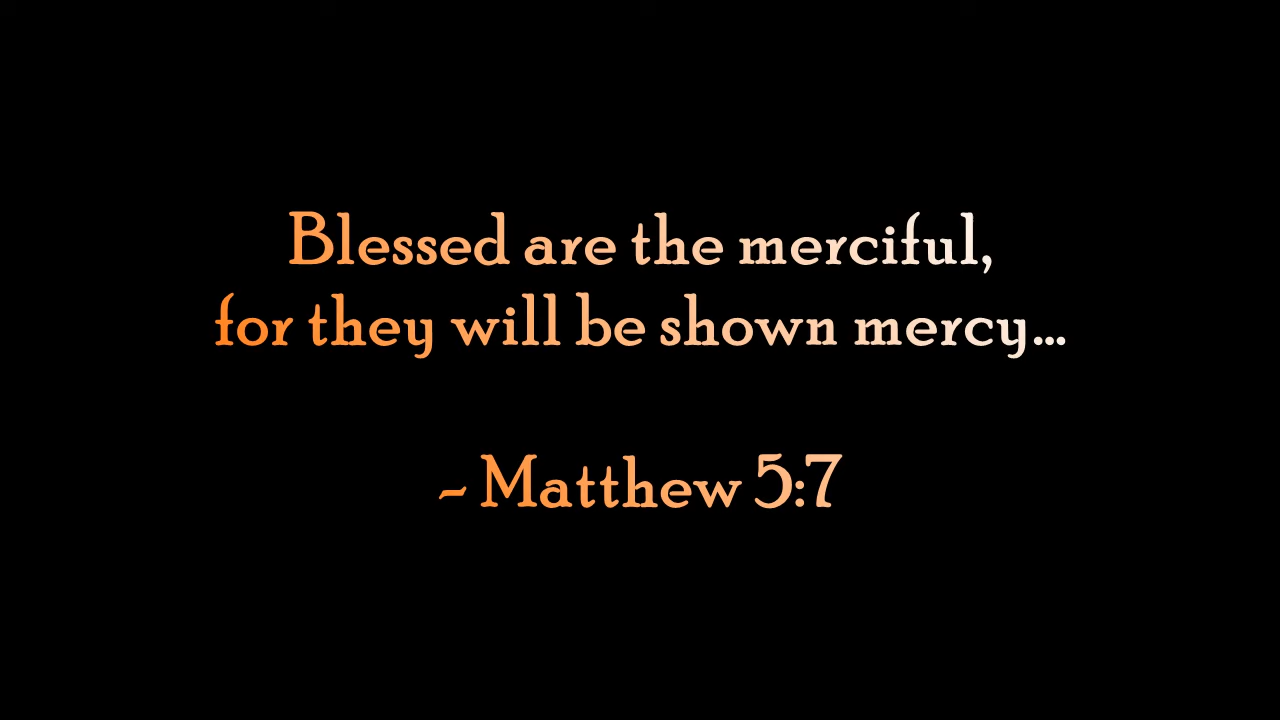 Blessed are the merciful,
for they will be shown mercy...
~ Matthew 5:7